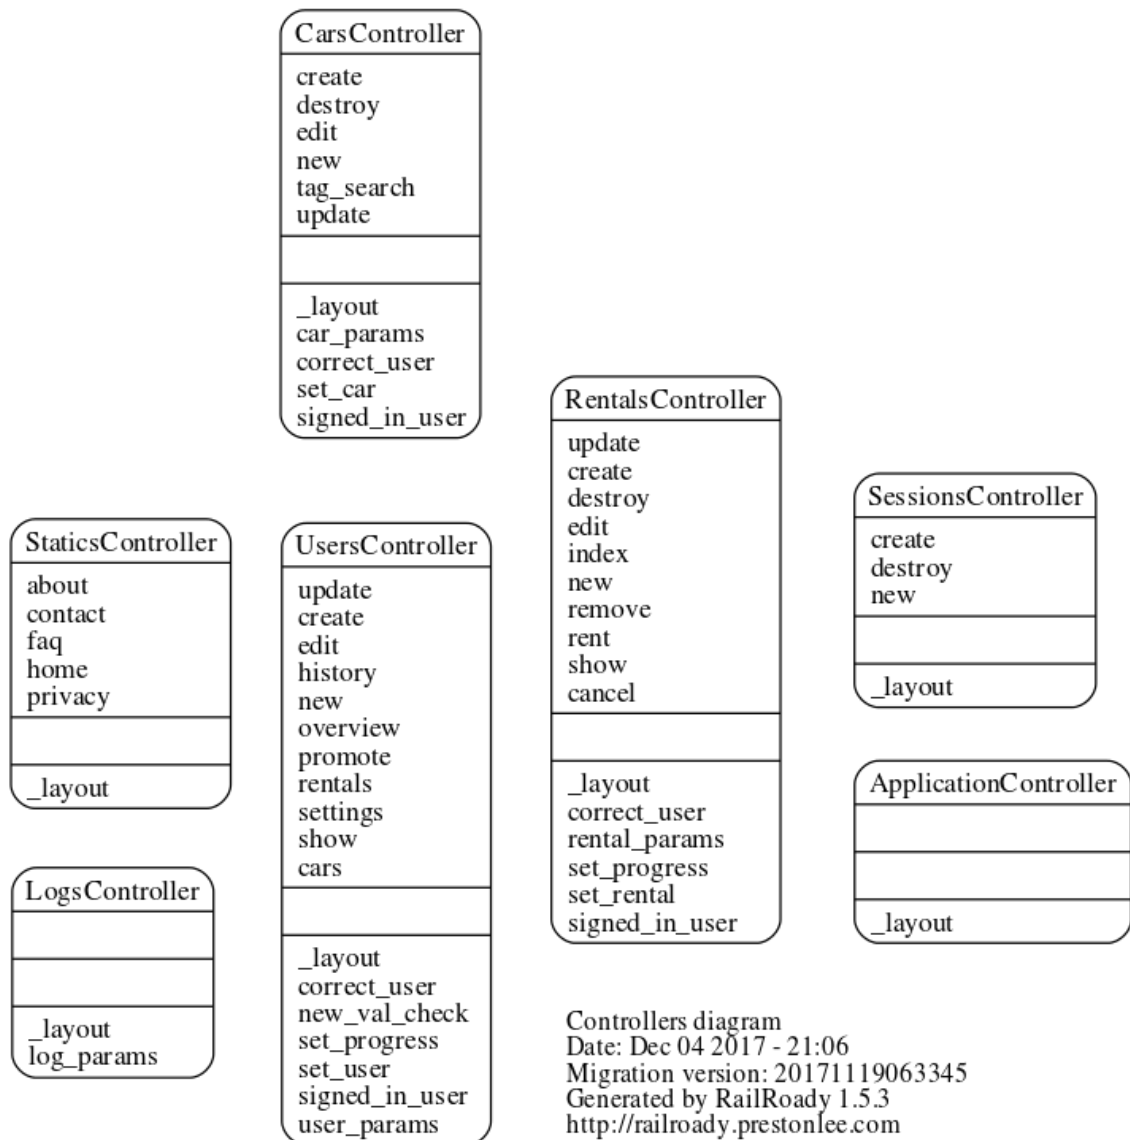 CarsController
create
destroy
edit
new
tag_search
update
_layout
car_params
correct_user
set_car
signed_in_user
StaticsController
about
contact
faq
home
privacy
_layout
LogsController
_layout
log_params
UsersController
update
create
edit
history
new
overview
promote
rentals
settings
show
cars
_layout
correct_user
new_val_check
set_progress
set_user
signed_in_user
user_params
RentalsController
update
create
destroy
edit
index
new
remove
rent
show
cancel
_layout
correct_user
rental_params
set_progress
set_rental
signed_in_user
SessionsController
create
destroy
new
_layout
ApplicationController
_layout
Controllers diagram
Date: Dec 04 2017 - 21:06
Migration version: 20171119063345
Generated by RailRoady 1.5.3
http://railroady.prestonlee.com